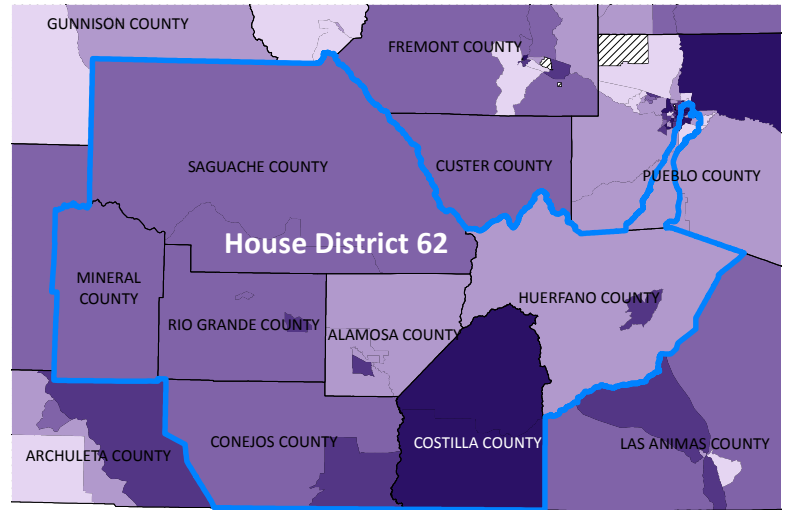 GUNNISON COUNTY
FREMONT COUNTY
SAGUACHE COUNTY
CUSTER COUNTY
PUEBLO COUNTY
House District 62
MINERAL
COUNTY
HUERFANO COUNTY
RIO GRANDE COUNTY
ALAMOSA COUNTY
CONEJOS COUNTY
COSTILLA COUNTY
LAS ANIMAS COUNTY
ARCHULETA COUNTY